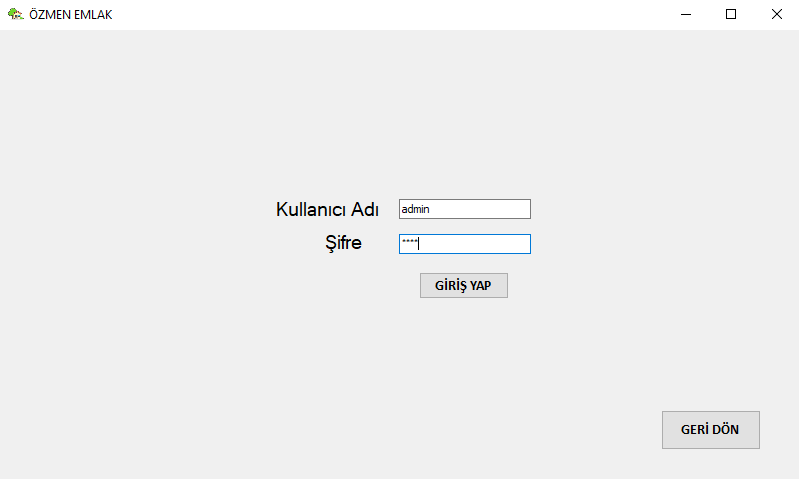 ÖZMEN EMLAK
Kullanıcı Adı admin
Şifre ****
GİRİŞ YAP
GERİ DÖN